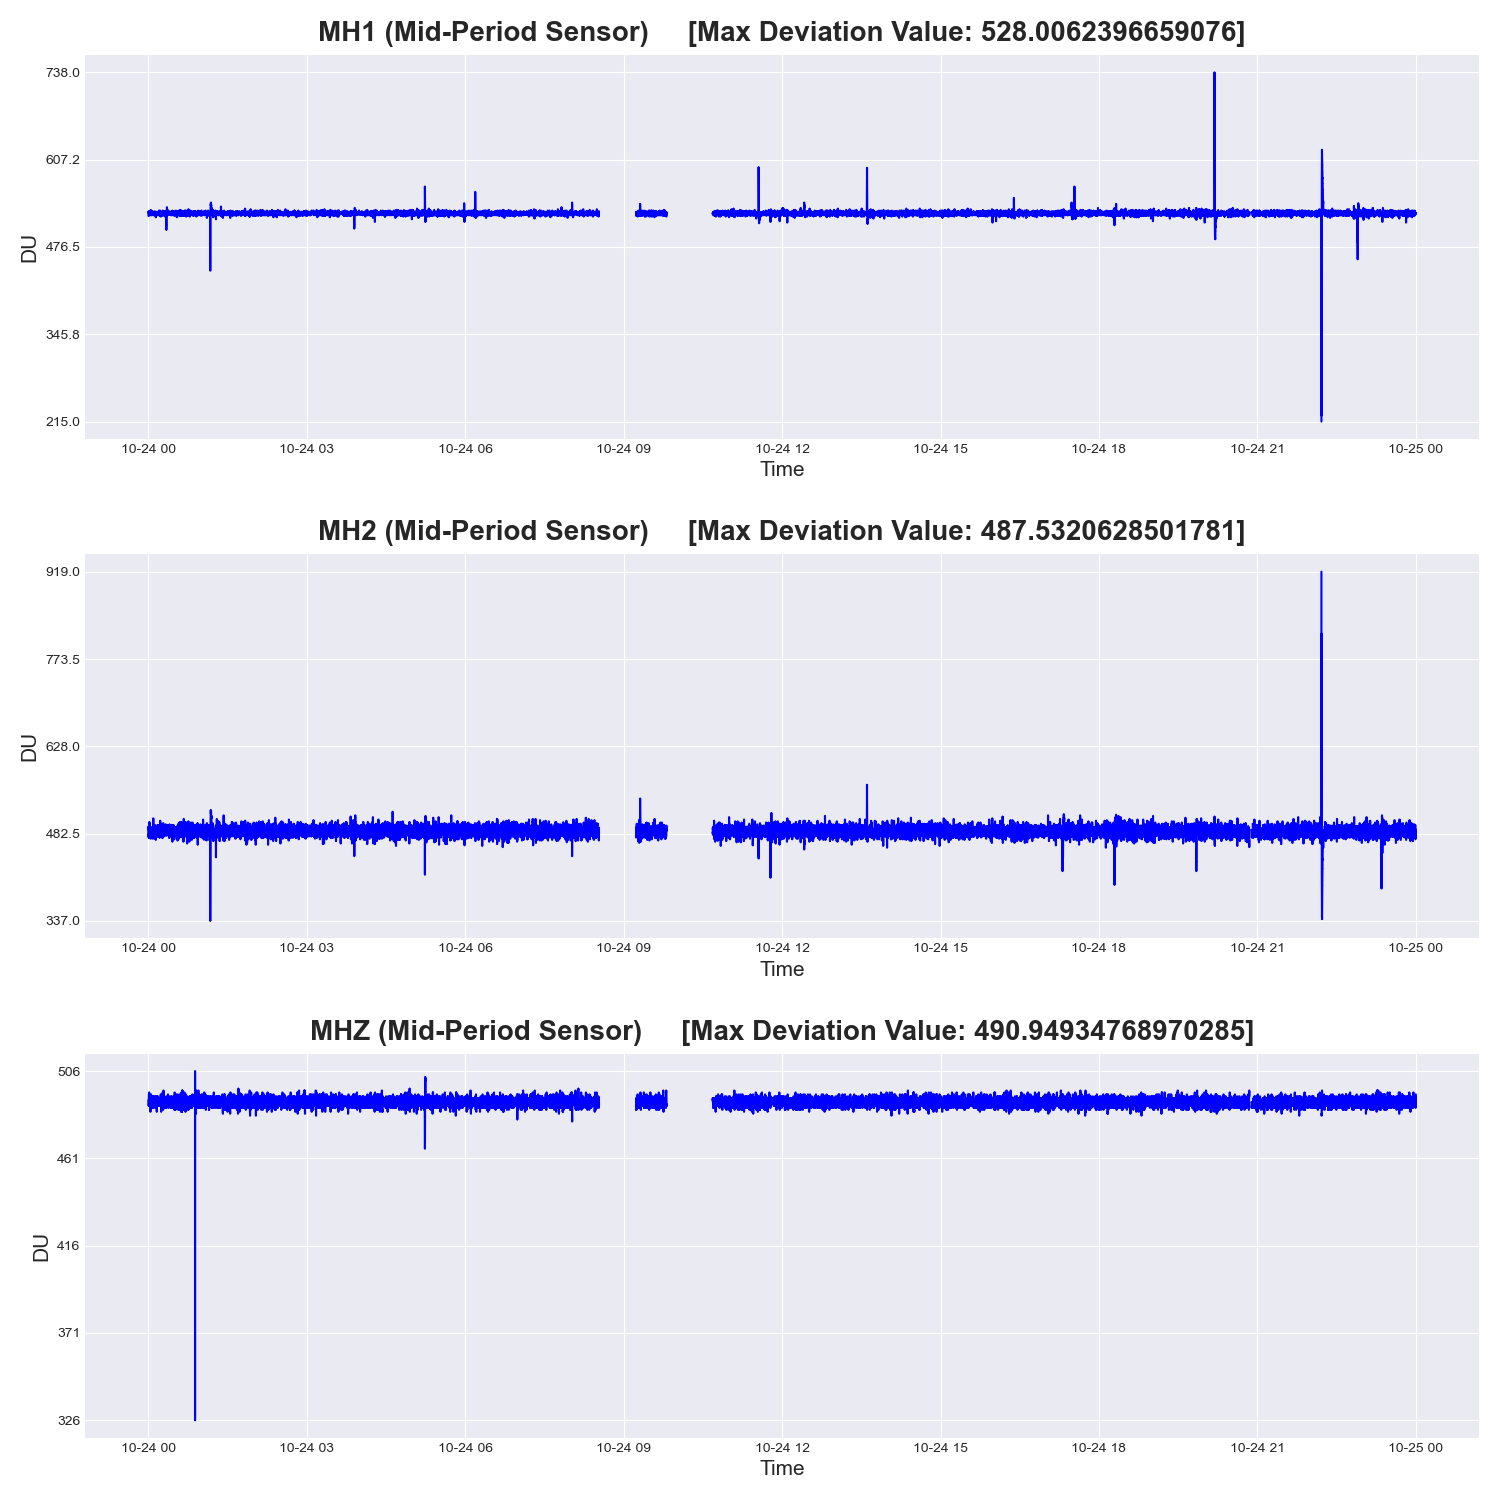 MH1 (Mid-Period Sensor) [Max Deviation Value: 528.0062396659076]
738.0
607.2
476.5
345.8
215.0
DU
10-24 00 10-24 03 10-24 06 10-24 09 10-24 12 10-24 15 10-24 18 10-24 21 10-25 00
Time
MH2 (Mid-Period Sensor) [Max Deviation Value: 487.5320628501781]
919.0
773.5
628.0
482.5
337.0
DU
10-24 00 10-24 03 10-24 06 10-24 09 10-24 12 10-24 15 10-24 18 10-24 21 10-25 00
Time
MHZ (Mid-Period Sensor) [Max Deviation Value: 490.94934768970285]
506
461
416
371
326
DU
10-24 00 10-24 03 10-24 06 10-24 09 10-24 12 10-24 15 10-24 18 10-24 21 10-25 00
Time